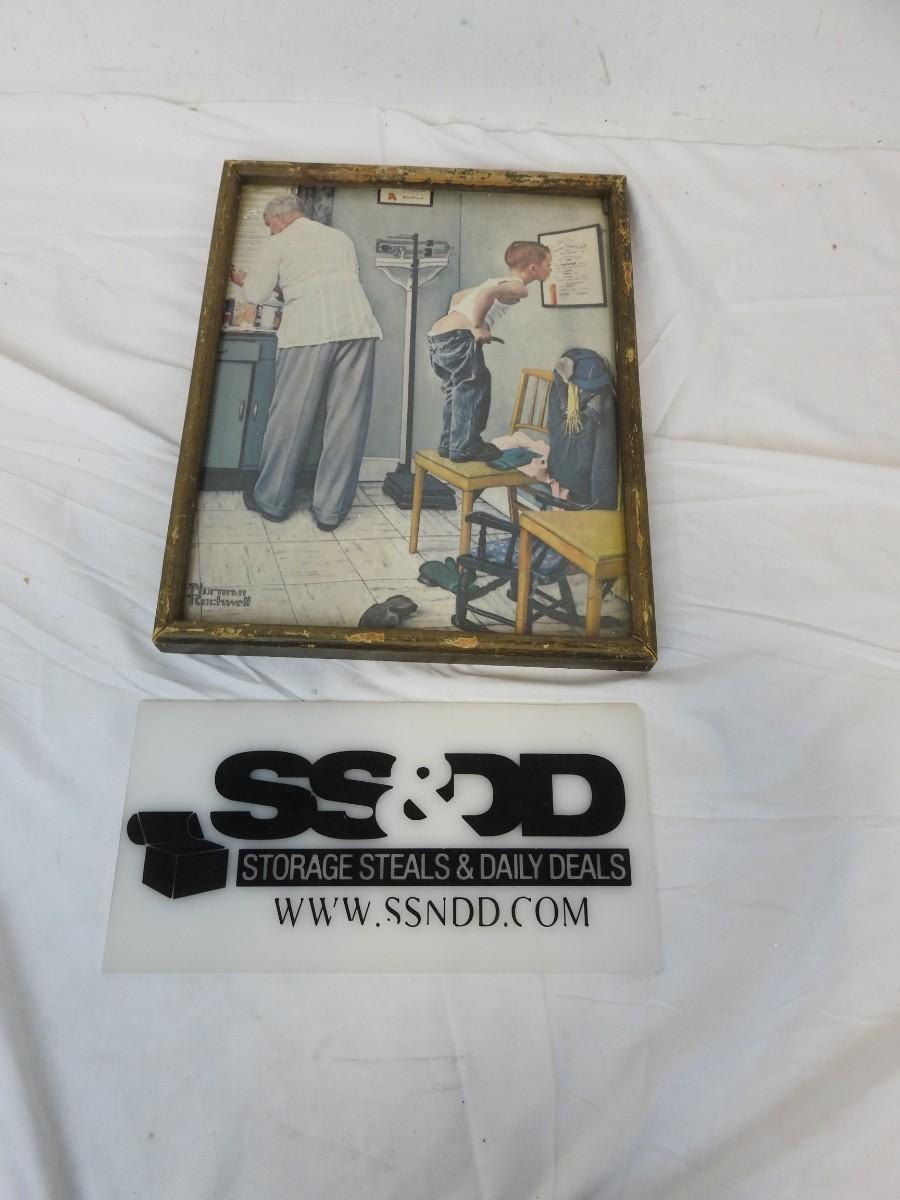 Norman
Rockwell
SS&DD
STORAGE STEALS & DAILY DEALS
WWW.SSNDD.COM